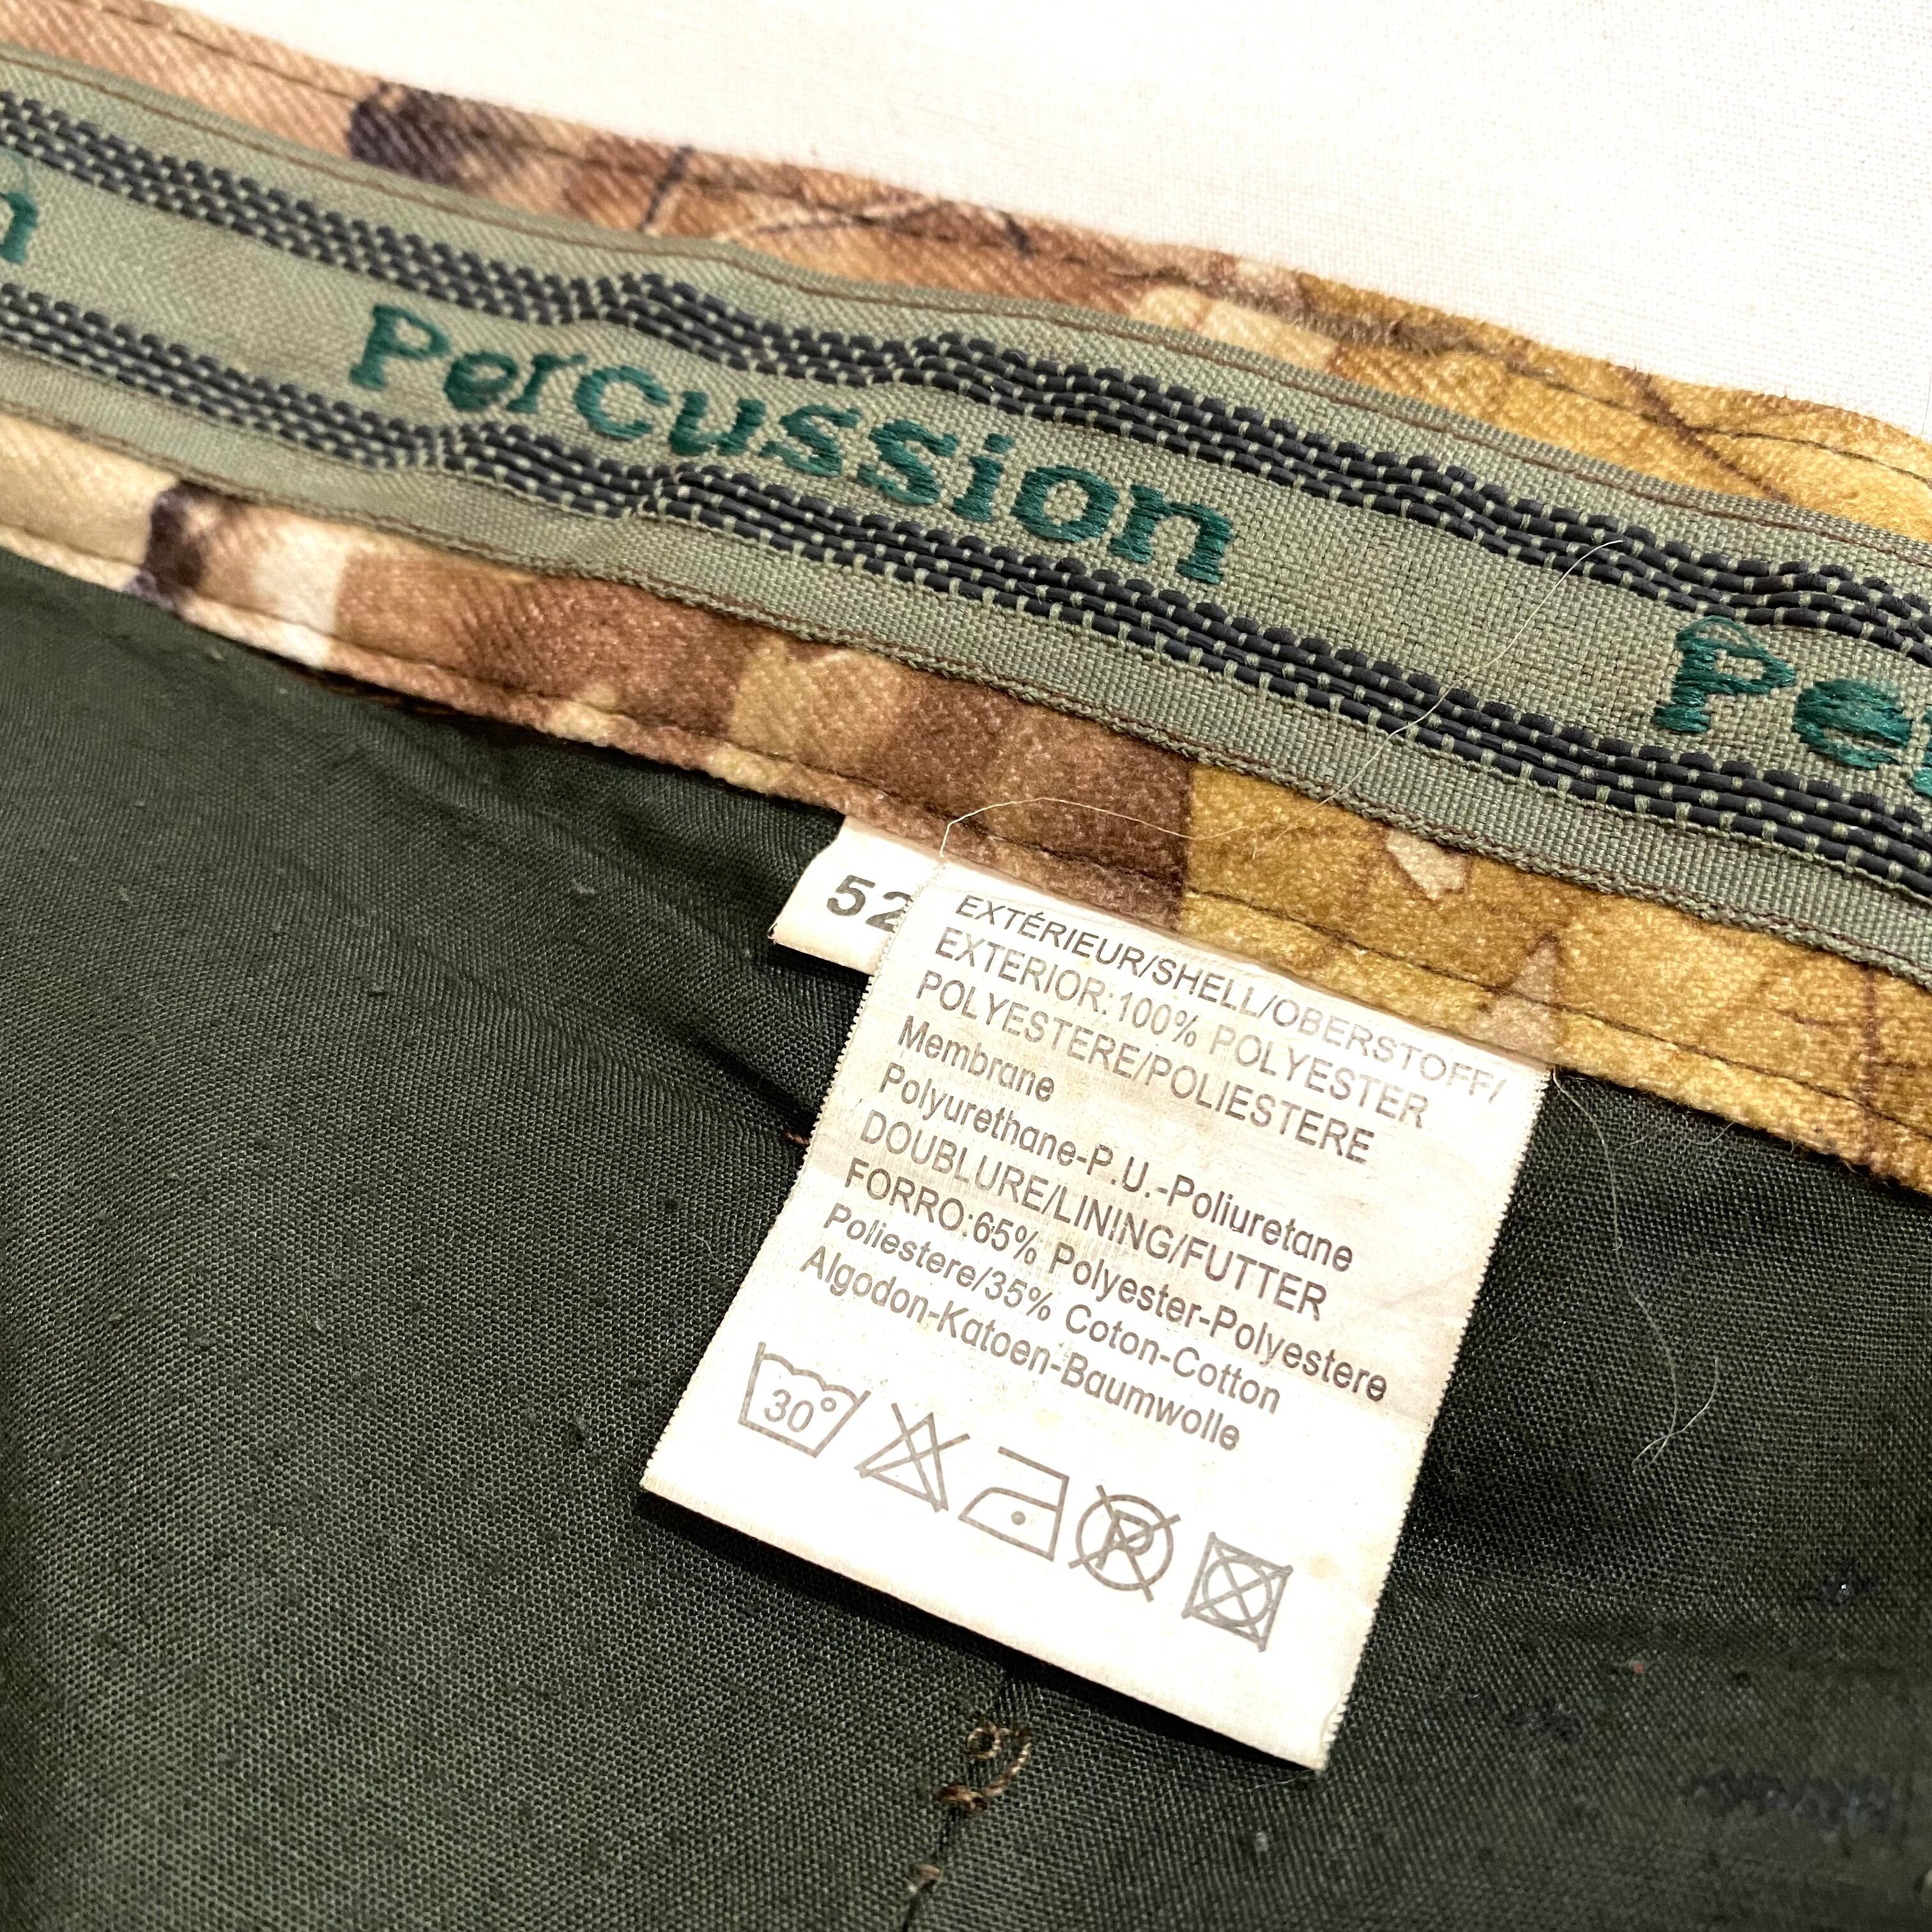 n
Percussion
Per
52
EXTÉRIEUR/SHELL/OBERSTOFF/
EXTERIOR:100% POLYESTER
POLYESTERE/POLIESTERE
Membrane
Polyurethane-P.U.-Poliuretane
DOUBLURE/LINING/FUTTER
FORRO:65% Polyester-Polyestere
Poliestere/35% Coton-Cotton
Algodon-Katoen-Baumwolle
30°
P